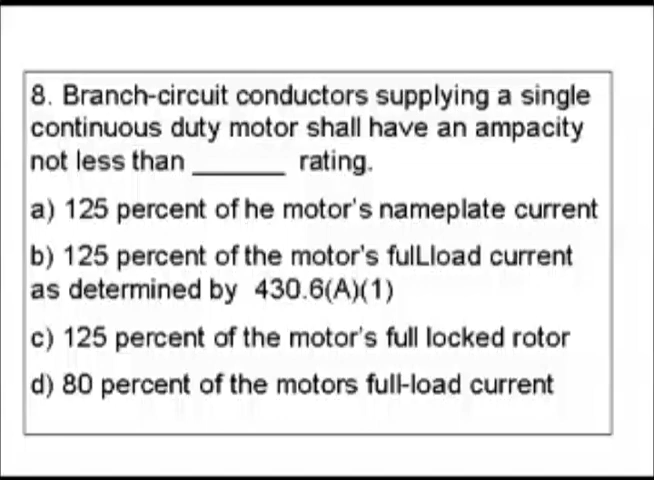 8. Branch-circuit conductors supplying a single
continuous duty motor shall have an ampacity
not less than ______ rating.
a) 125 percent of he motor's nameplate current
b) 125 percent of the motor's fulLload current
as determined by 430.6(A)(1)
c) 125 percent of the motor's full locked rotor
d) 80 percent of the motors full-load current